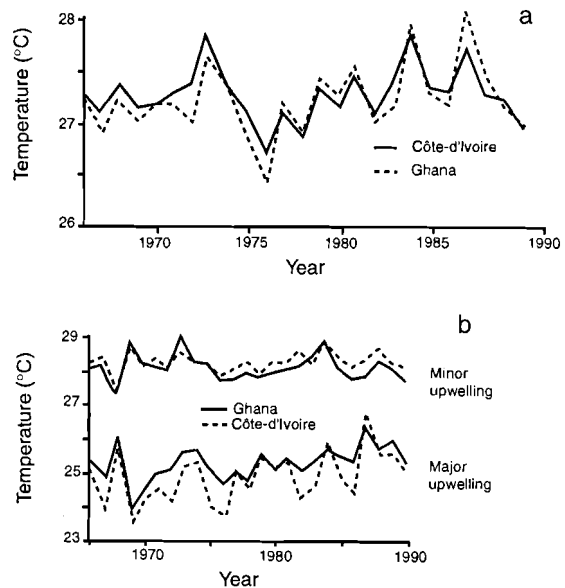 a
Temperature (°C)
28
27
26
Côte-d'Ivoire
Ghana
1970
1975
1980
1985
1990
Year
b
Temperature (°C)
29
27
25
23
Minor
upwelling
Ghana
Côte-d'Ivoire
Major
upwelling
1970
1980
1990
Year